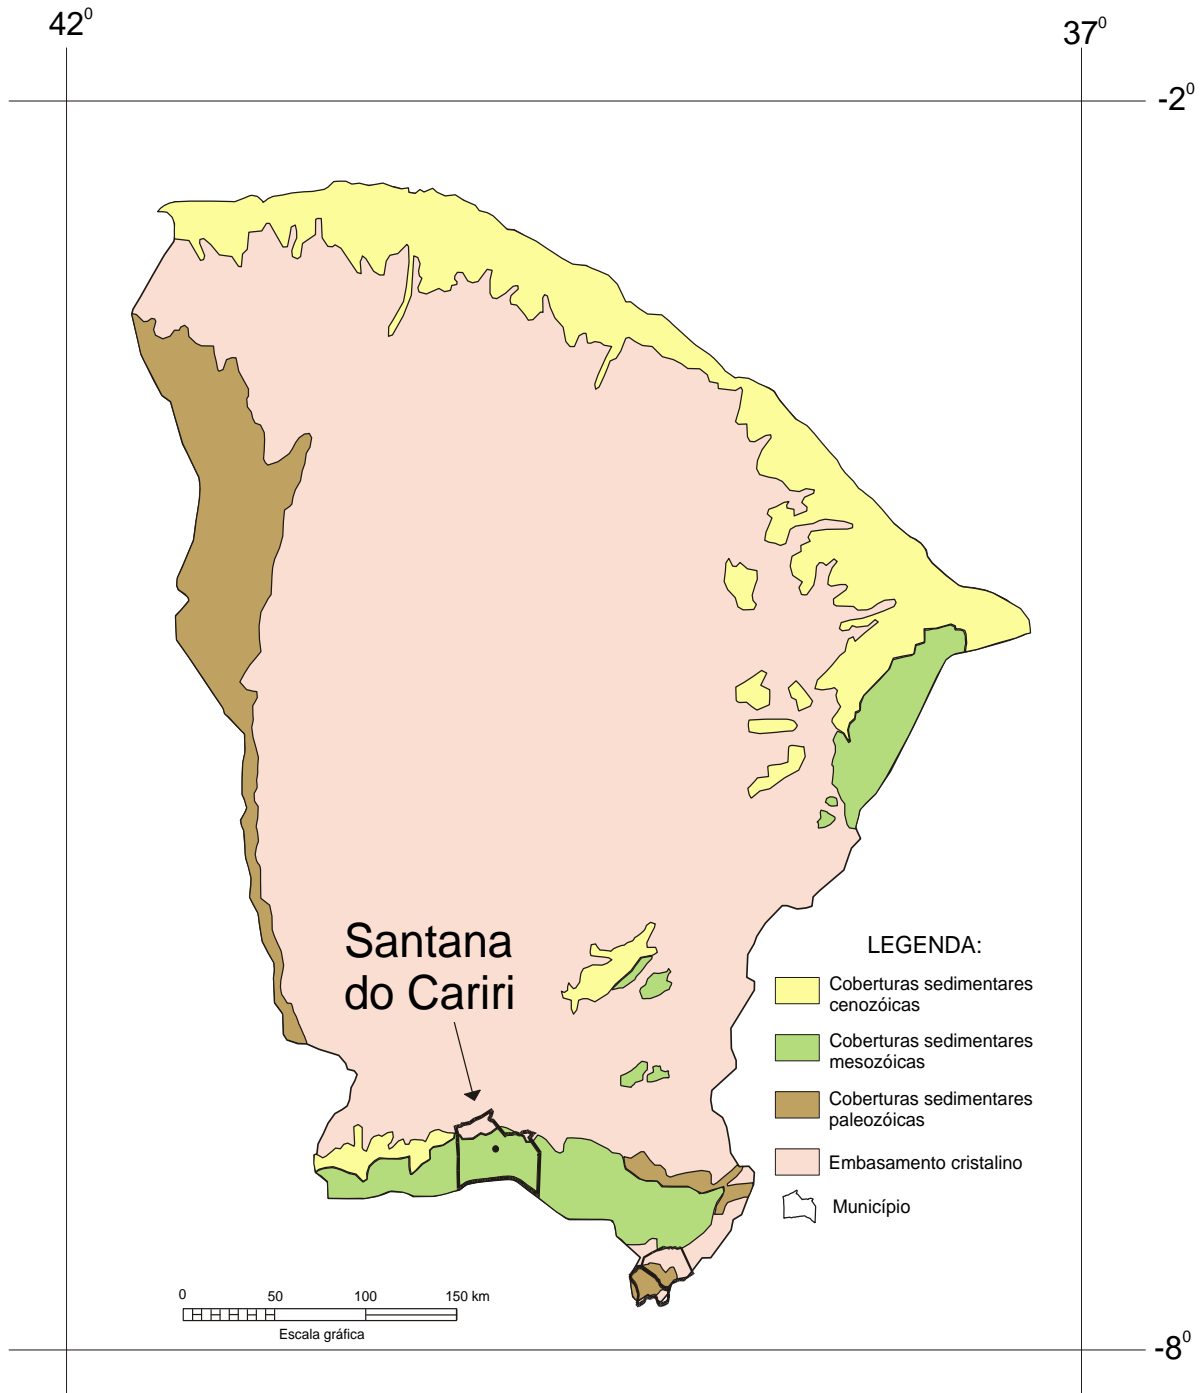 42⁰
37⁰
-2⁰
Santana
do Cariri
LEGENDA:
Coberturas sedimentares
cenozóicas
Coberturas sedimentares
mesozóicas
Coberturas sedimentares
paleozóicas
Embasamento cristalino
Município
0 50 100 150 km
Escala gráfica
-8⁰